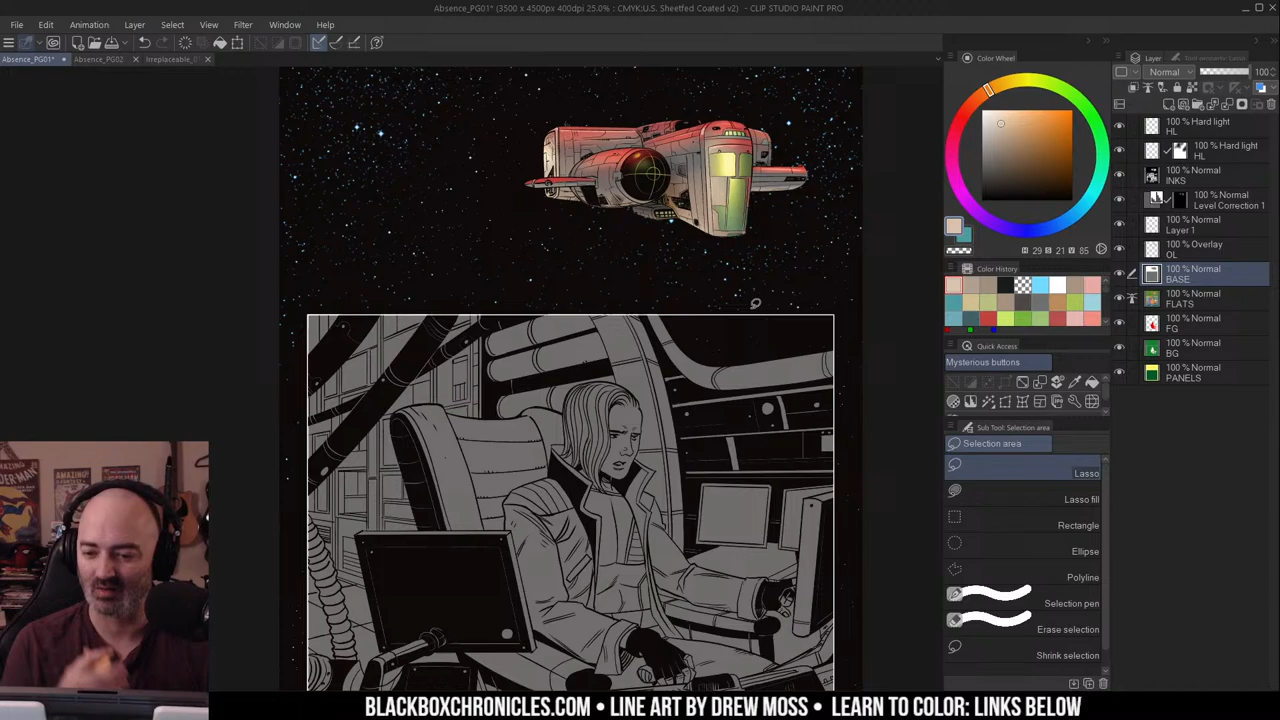 Absence_PG01* (3500 x 4500px 400dpi 25.0% : CMYK:U.S. Sheetfed Coated v2) - CLIP STUDIO PAINT PRO
File Edit Animation Layer Select View Filter Window Help
Absence_PG01* Absence_PG02 Irreplaceable_0
Color Wheel
H 29 S 21 V 85
Color History
Quick Access
Mysterious buttons
Sub Tool: Selection area
Selection area
Lasso
Lasso fill
Rectangle
Ellipse
Polyline
Selection pen
Erase selection
Shrink selection
Layer
Normal 100
100 % Hard light
HL
100 % Hard light
HL
100 % Normal
INKS
100 % Normal
Level Correction 1
100 % Normal
Layer 1
100 % Overlay
OL
100 % Normal
BASE
100 % Normal
FLATS
100 % Normal
FG
100 % Normal
BG
100 % Normal
PANELS
AMAZING
BLACKBOXCHRONICLES.COM • LINE ART BY DREW MOSS • LEARN TO COLOR: LINKS BELOW